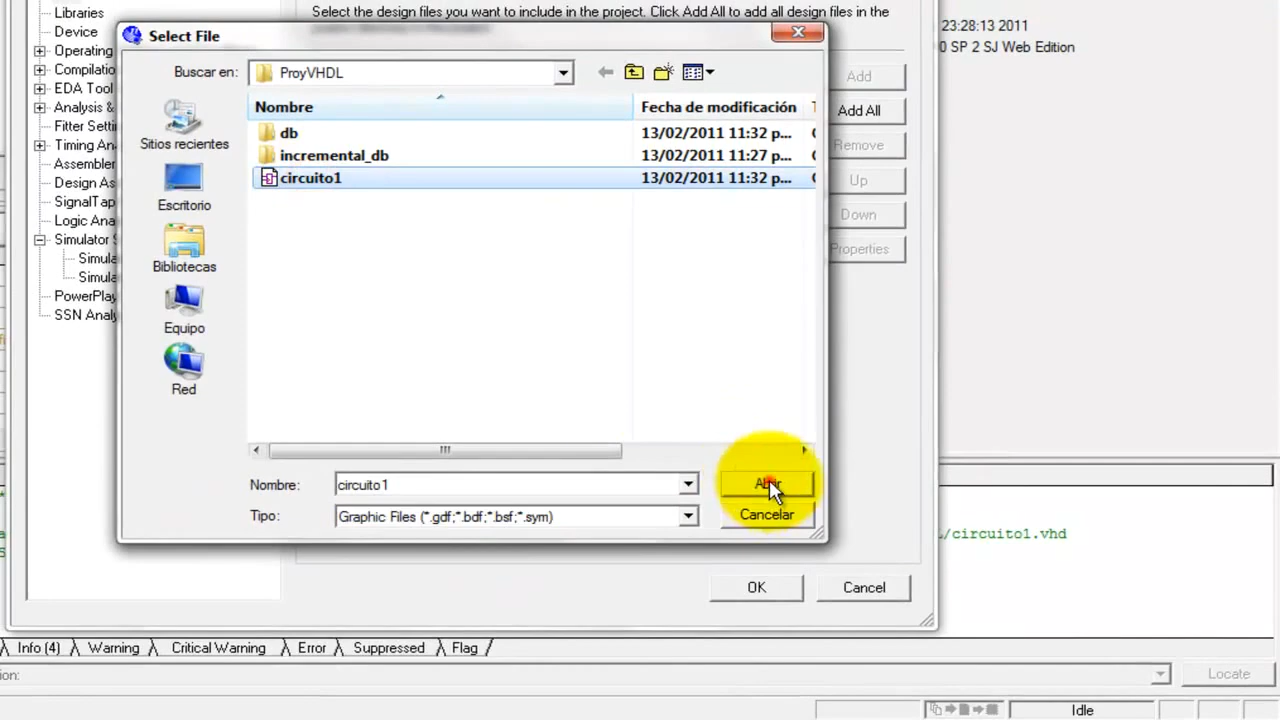 Libraries
Device
Operating
Compilatio
EDA Tool
Analysis &
Fitter Setti
Timing An
Assembler
Design As
SignalTap
Logic Ana
Simulator S
Simula
Simula
PowerPlay
SSN Analy
Select the design files you want to include in the project. Click Add All to add all design files in the
23:28:13 2011
0 SP 2 SJ Web Edition
Select File
Buscar en:
ProyVHDL
Nombre
Fecha de modificación
db
13/02/2011 11:32 p...
incremental_db
13/02/2011 11:27 p...
circuito1
13/02/2011 11:32 p...
Sitios recientes
Escritorio
Bibliotecas
Equipo
Red
Nombre:
circuito1
Tipo:
Graphic Files (*.gdf;*.bdf;*.bsf;*.sym)
Cancelar
Add
Add All
Remove
Up
Down
Properties
/circuito1.vhd
OK
Cancel
Info (4)
Warning
Critical Warning
Error
Suppressed
Flag
ion:
Locate
Idle